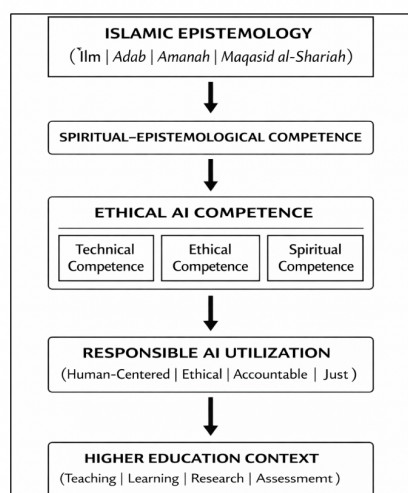 ISLAMIC EPISTEMOLOGY
(ʿIlm | Adab | Amanah | Maqasid al-Shariah)
SPIRITUAL–EPISTEMOLOGICAL COMPETENCE
ETHICAL AI COMPETENCE
Technical Competence
Ethical Competence
Spiritual Competence
RESPONSIBLE AI UTILIZATION
(Human-Centered | Ethical | Accountable | Just )
HIGHER EDUCATION CONTEXT
(Teaching | Learning | Research | Assessmemt )